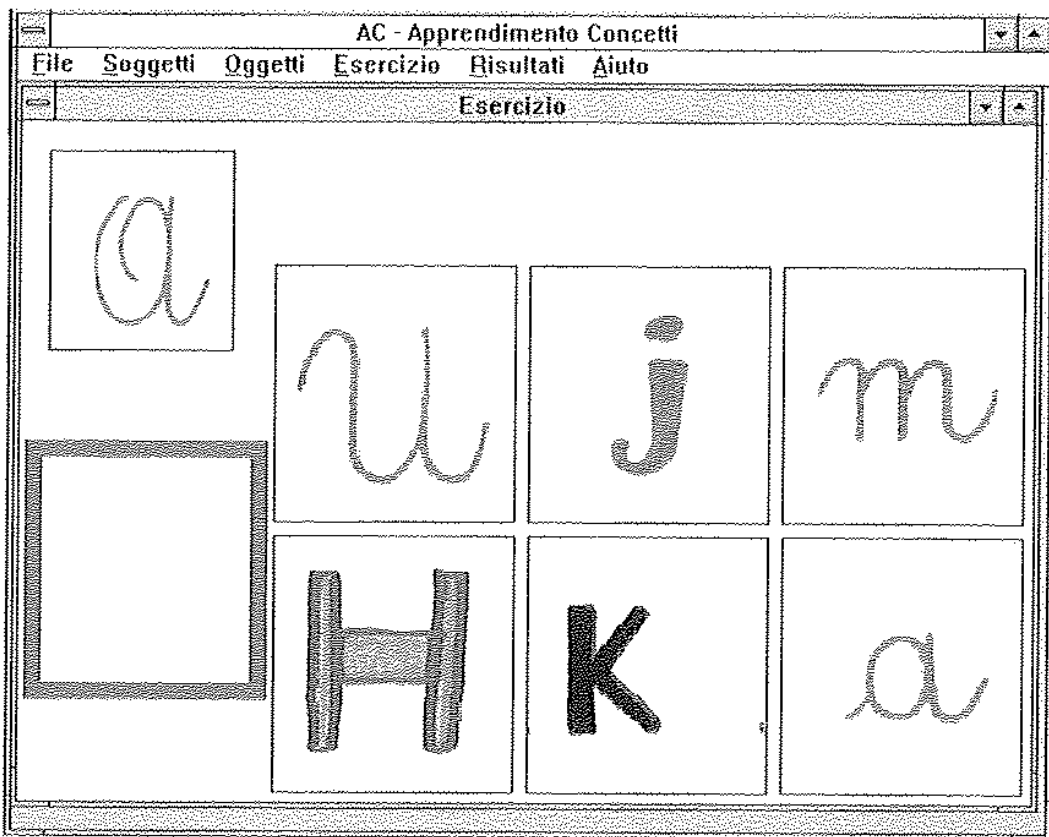 AC - Apprendimento Concetti
File Soggetti Oggetti Esercizio Risultati Aiuto
Esercizio
a
u j m
H K a